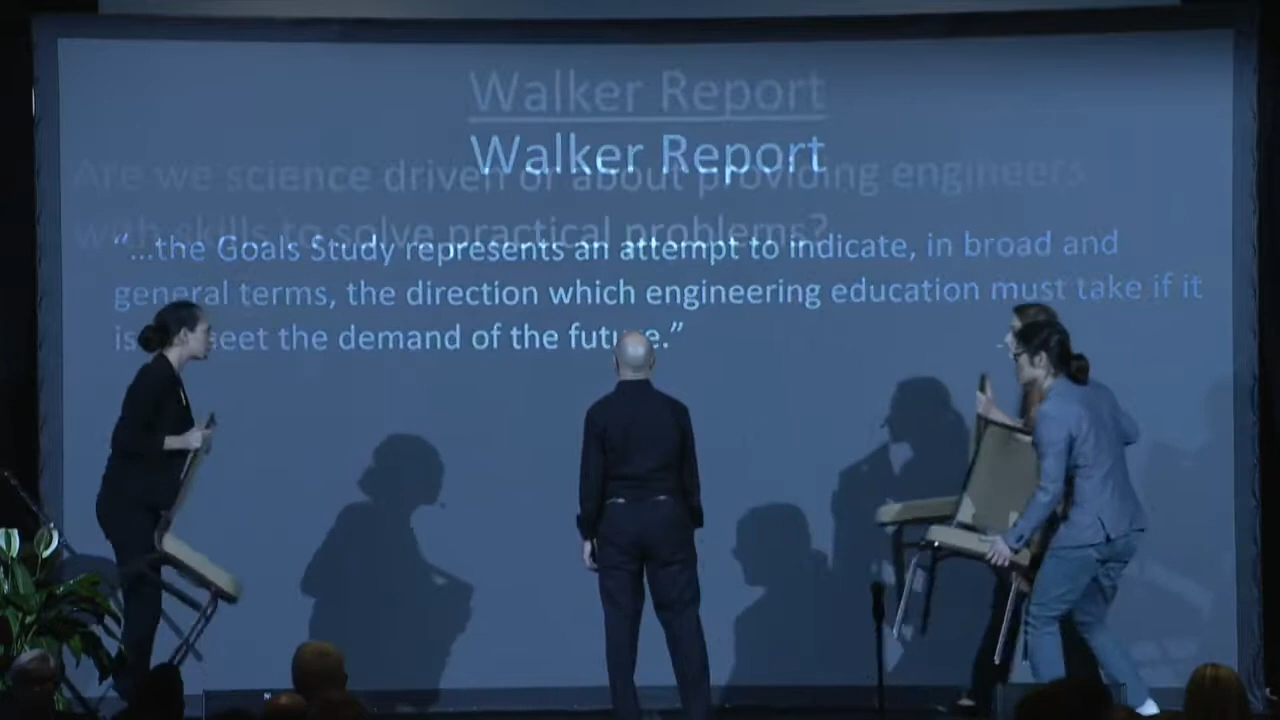 Walker Report
Are we science driven or about providing engineers
with skills to solve practical problems?
Walker Report
“...the Goals Study represents an attempt to indicate, in broad and
general terms, the direction which engineering education must take if it
is meet the demand of the future.”